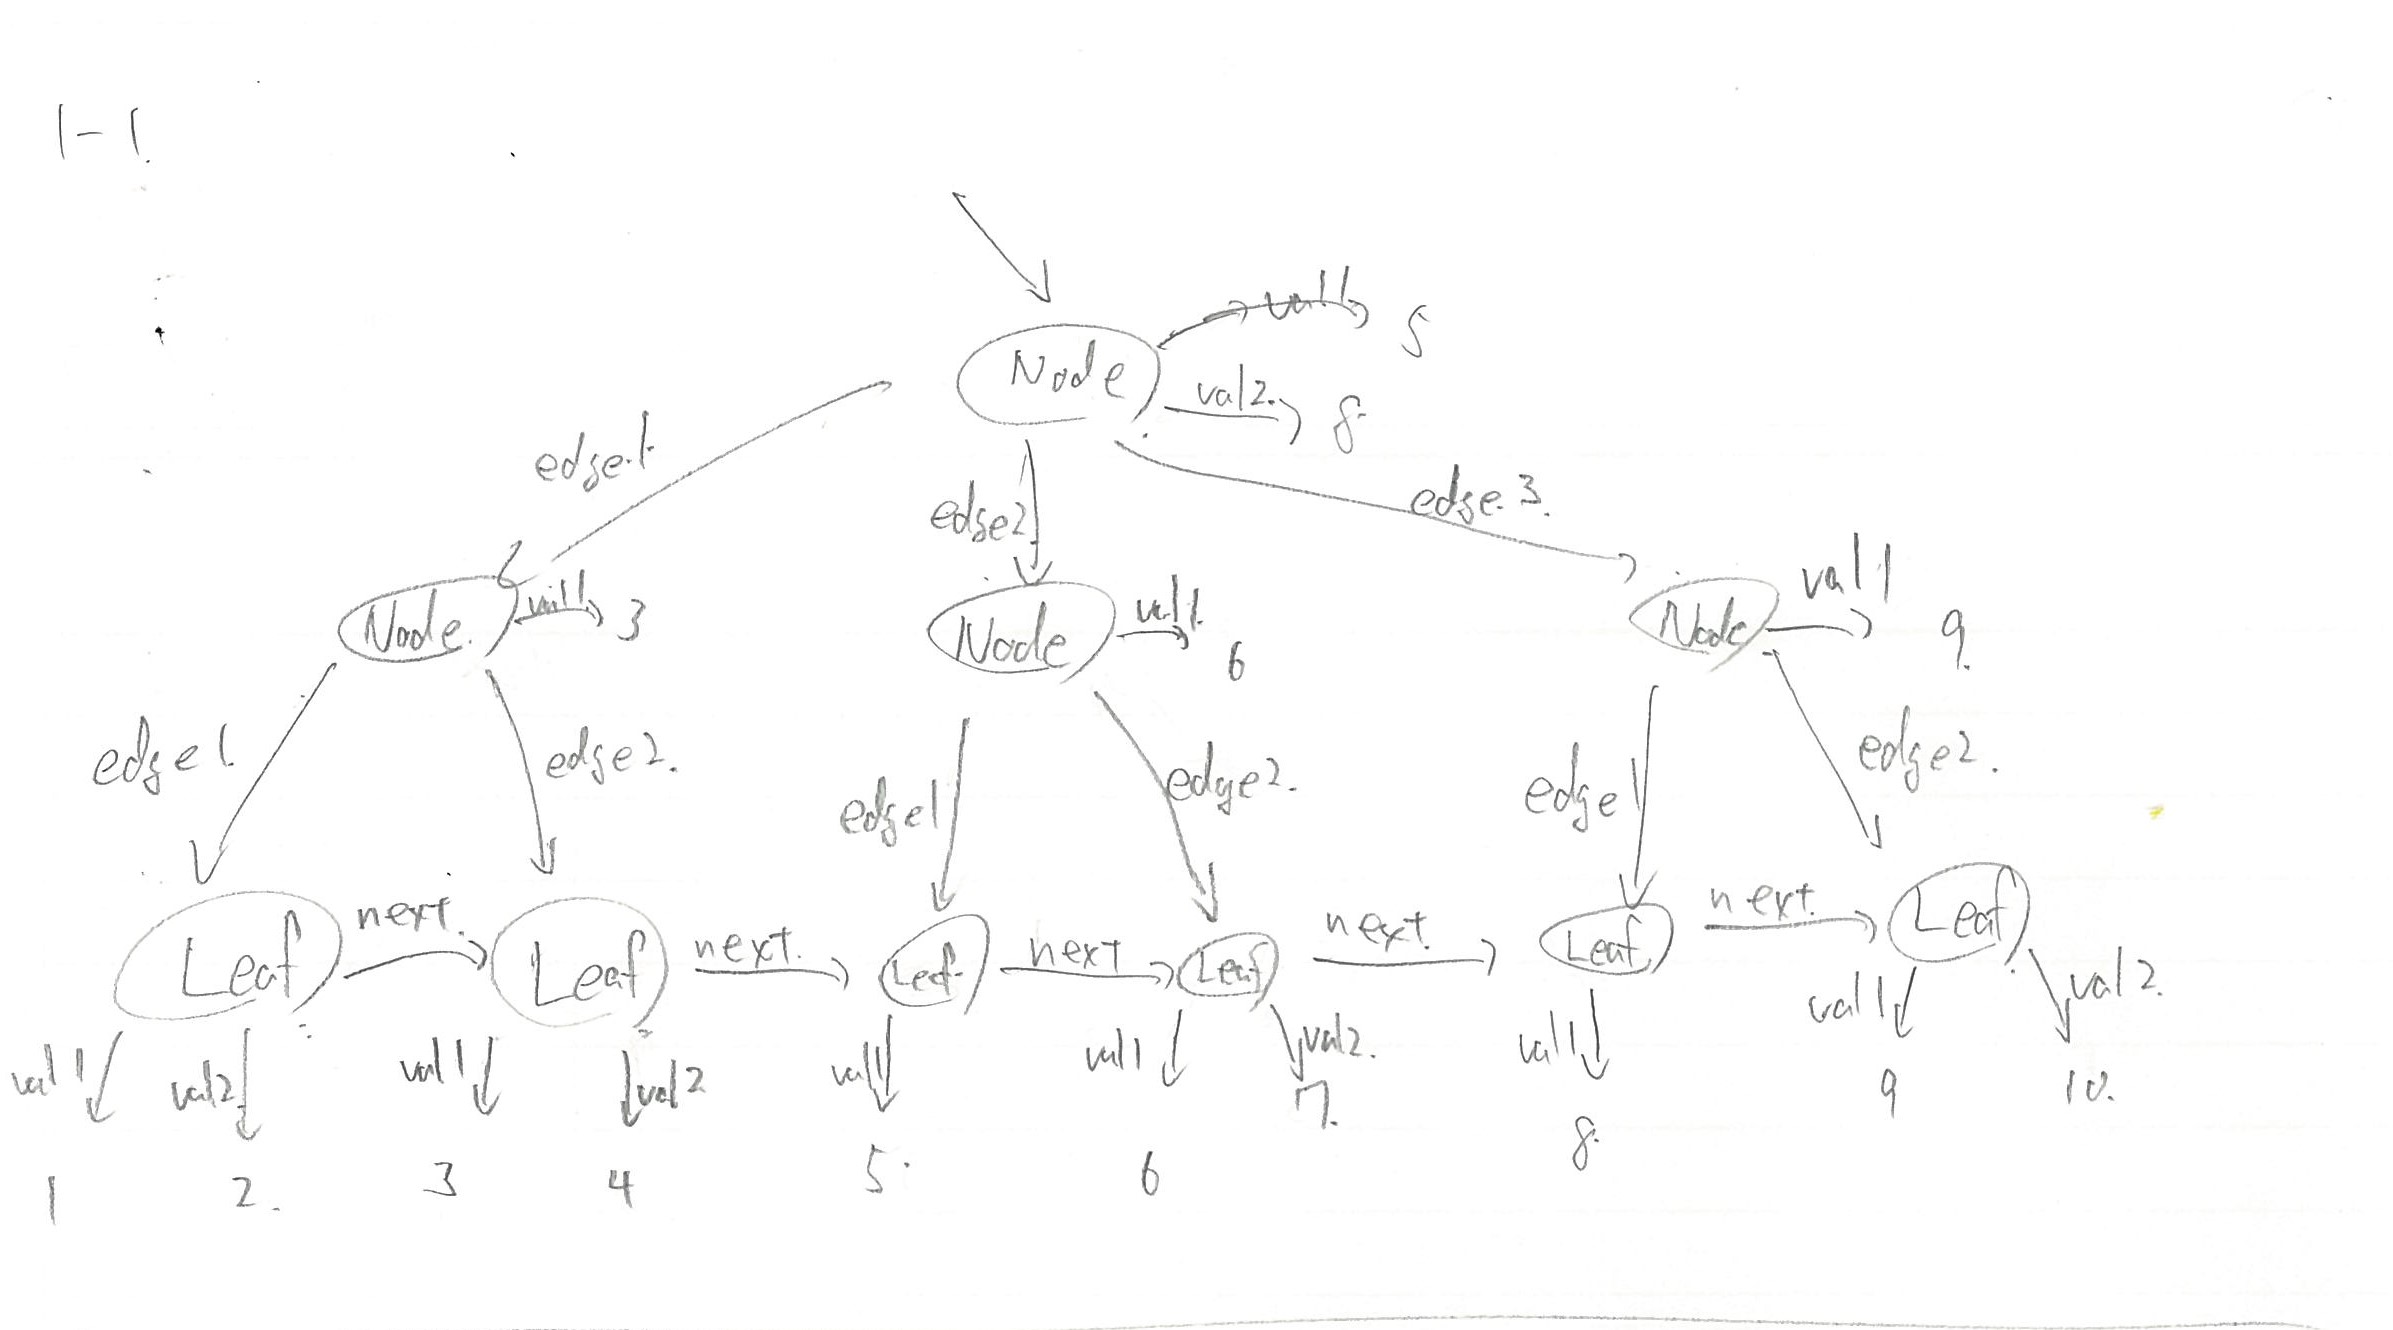 1-1.
val1 5
Node
val2. 8.
edge.1
edge2 edge.3.
Node. val1 3
Node val1. 6
Node val1 9.
edge1. edge2.
edge1 edge2.
edge1 edge2.
Leaf next. Leaf next. Leaf next Leaf next. Leaf next. Leaf
val1 val2 val1 val2 val1 val1 val2. val1 val1 val2.
1 2. 3 4 5. 6 7. 8. 9 10.